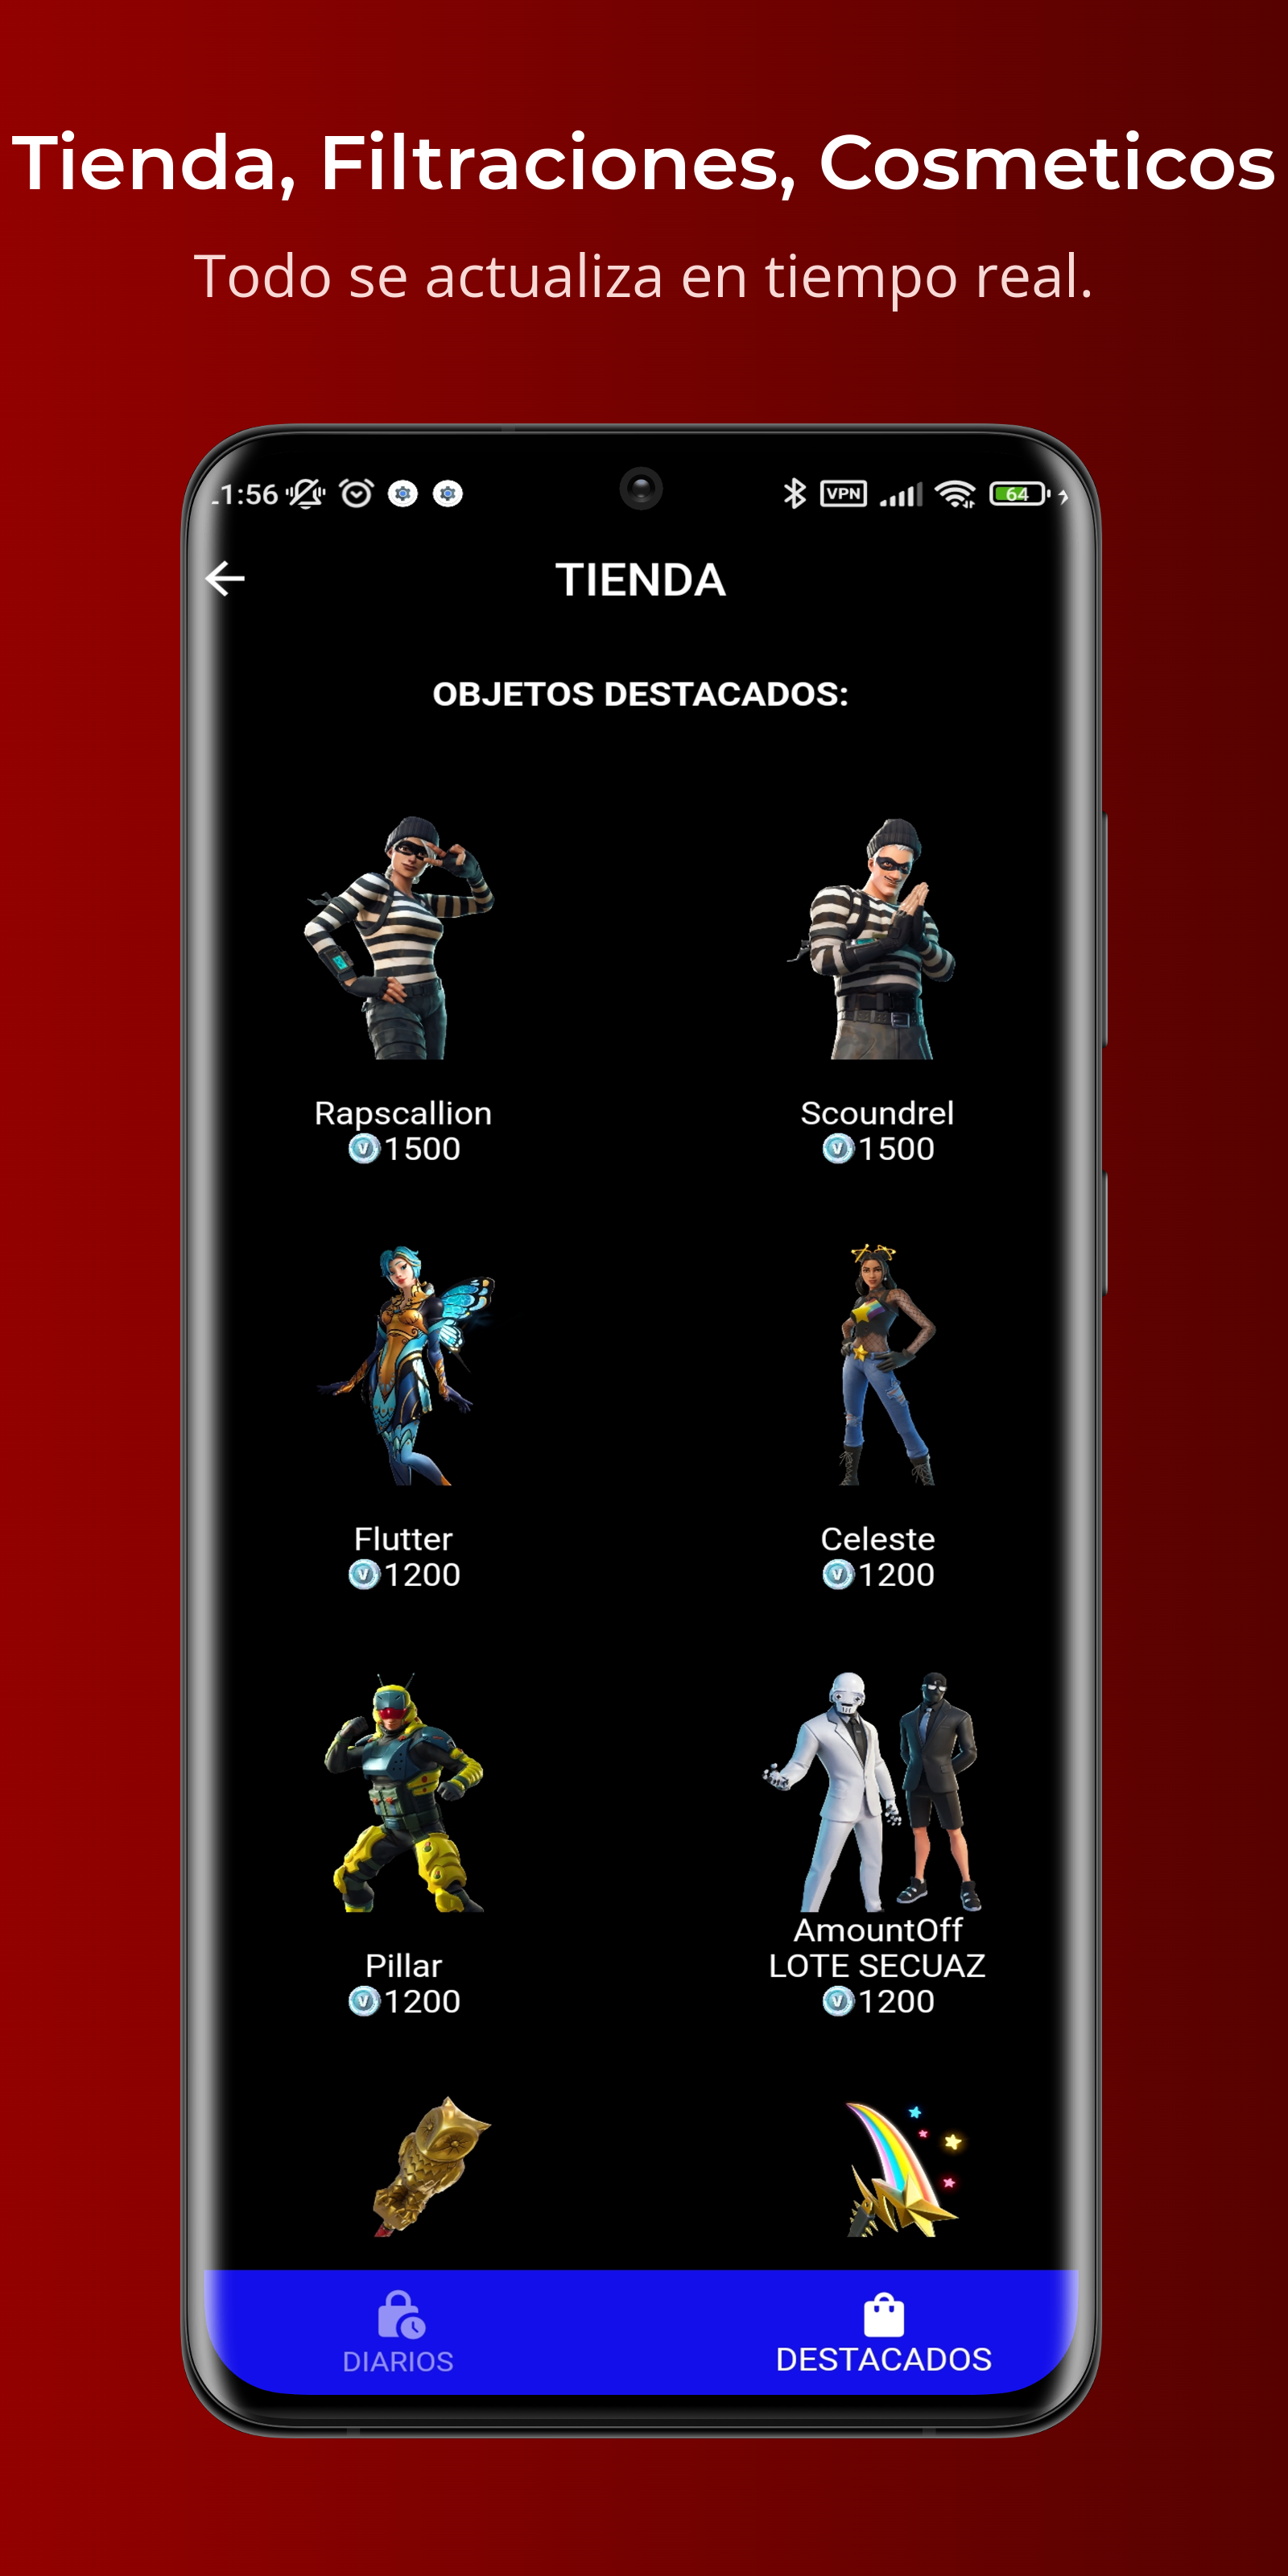 Tienda, Filtraciones, Cosmeticos
Todo se actualiza en tiempo real.
1:56 VPN 64
TIENDA
OBJETOS DESTACADOS:
Rapscallion
1500
Scoundrel
1500
Flutter
1200
Celeste
1200
Pillar
1200
AmountOff
LOTE SECUAZ
1200
DIARIOS
DESTACADOS